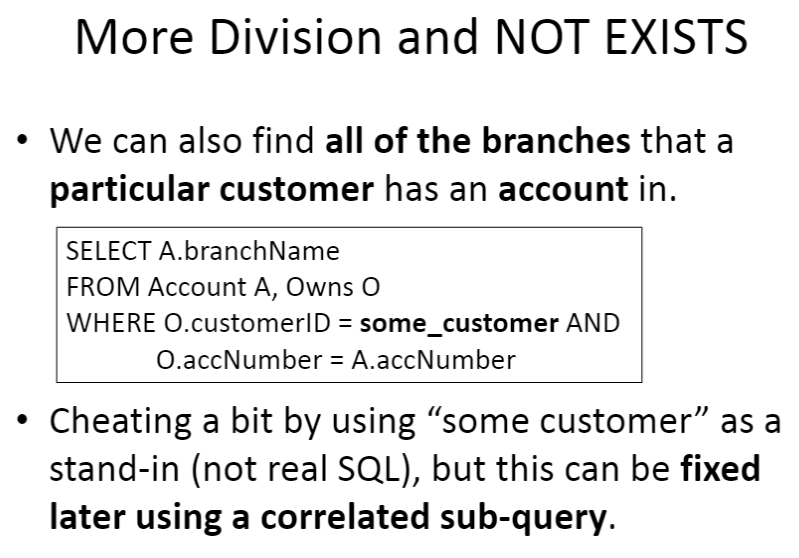 More Division and NOT EXISTS
• We can also find all of the branches that a
particular customer has an account in.
SELECT A.branchName
FROM Account A, Owns O
WHERE O.customerID = some_customer AND
O.accNumber = A.accNumber
• Cheating a bit by using “some customer” as a
stand-in (not real SQL), but this can be fixed
later using a correlated sub-query.